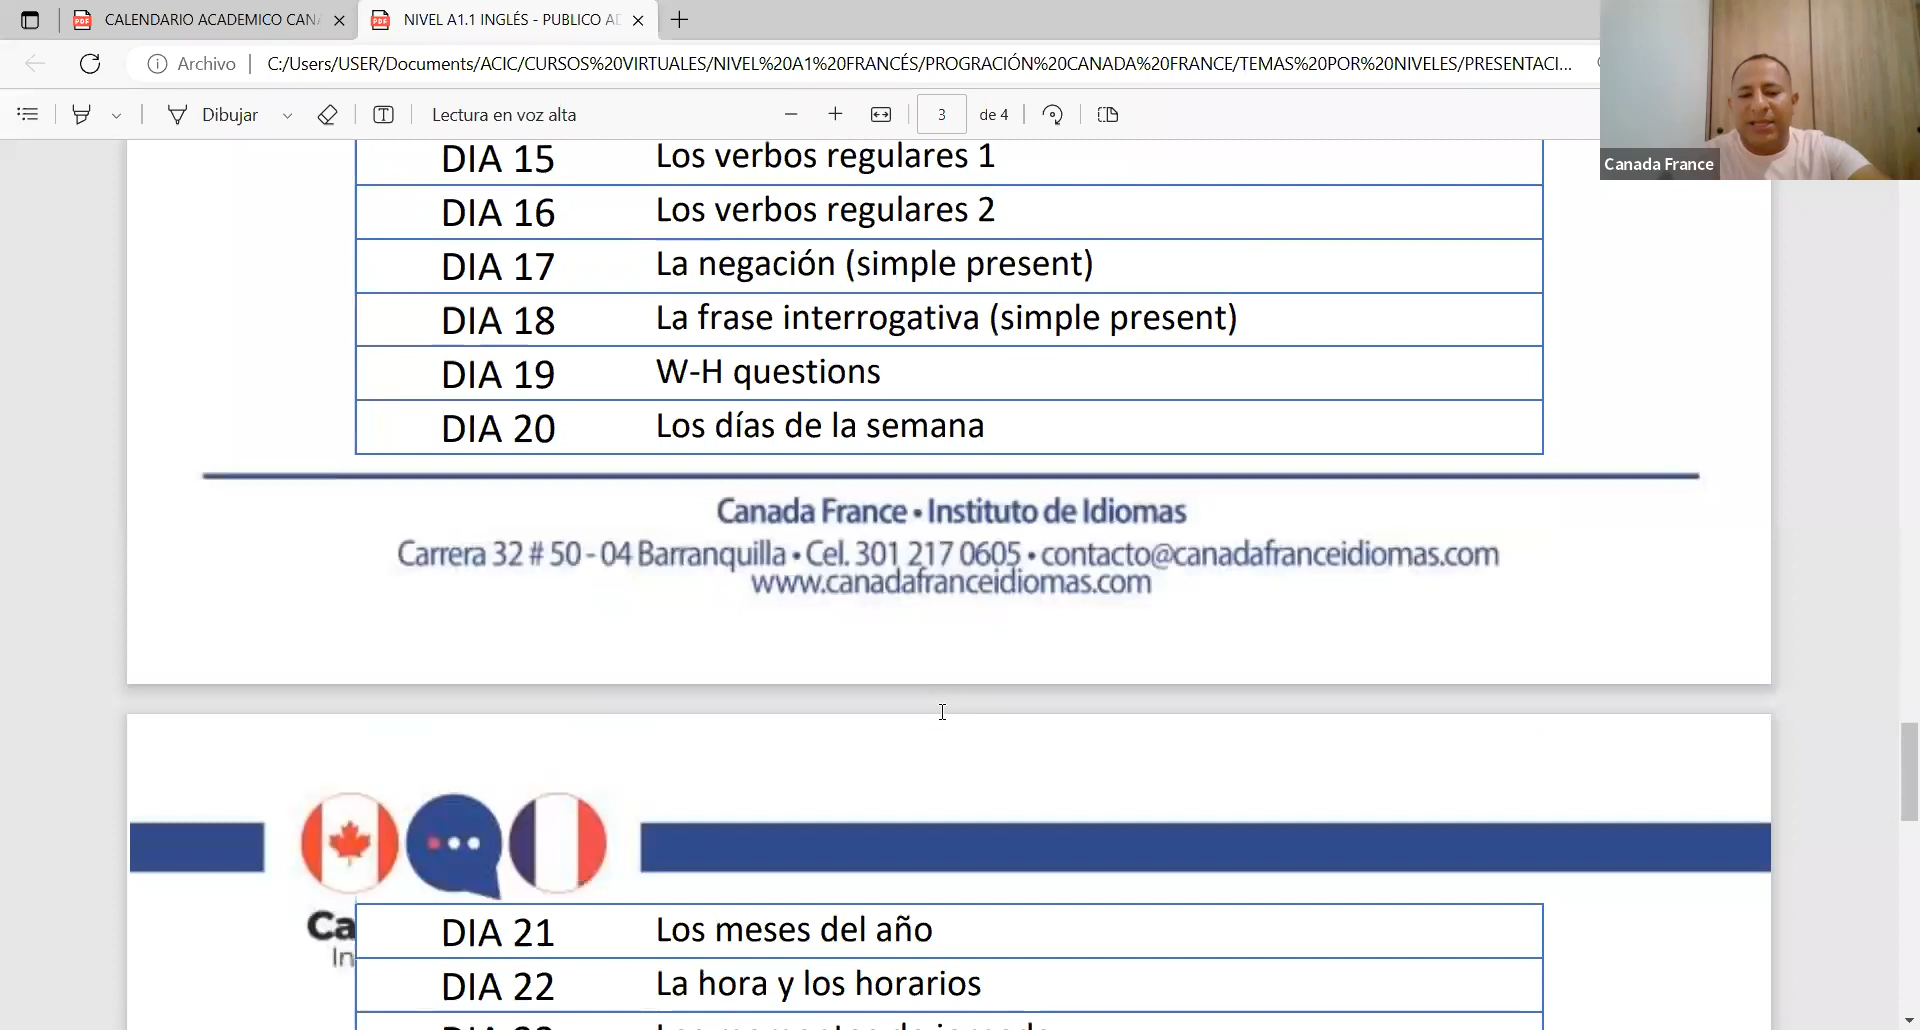 CALENDARIO ACADEMICO CAN
NIVEL A1.1 INGLÉS - PUBLICO AD
Archivo
C:/Users/USER/Documents/ACIC/CURSOS%20VIRTUALES/NIVEL%20A1%20FRANCÉS/PROGRACIÓN%20CANADA%20FRANCE/TEMAS%20POR%20NIVELES/PRESENTACI...
Dibujar
Lectura en voz alta
3 de 4
Canada France
DIA 15 Los verbos regulares 1
DIA 16 Los verbos regulares 2
DIA 17 La negación (simple present)
DIA 18 La frase interrogativa (simple present)
DIA 19 W-H questions
DIA 20 Los días de la semana
Canada France • Instituto de Idiomas
Carrera 32 # 50 - 04 Barranquilla • Cel. 301 217 0605 • contacto@canadafranceidiomas.com
www.canadafranceidiomas.com
Ca
In
DIA 21 Los meses del año
DIA 22 La hora y los horarios